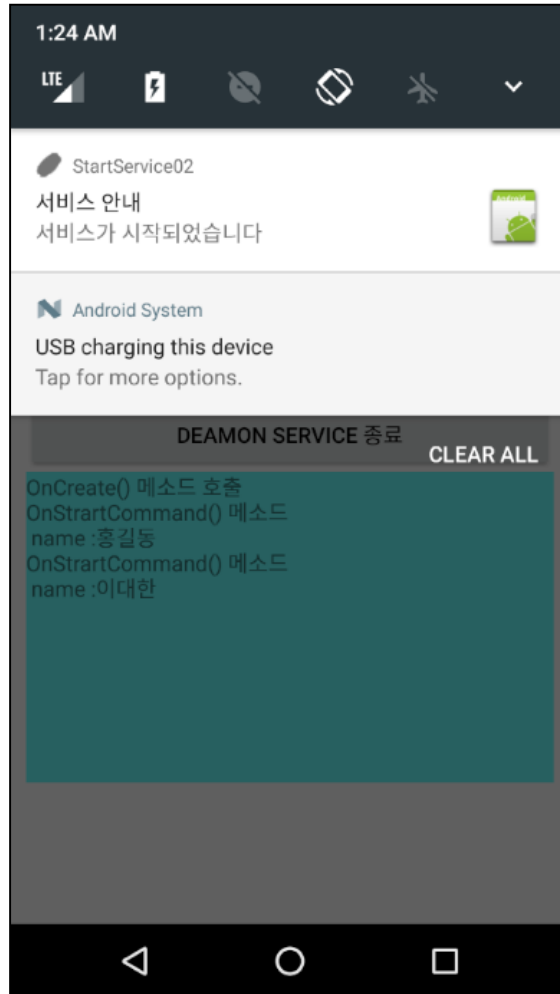 1:24 AM
LTE
StartService02
서비스 안내
서비스가 시작되었습니다
Android
Android System
USB charging this device
Tap for more options.
DEAMON SERVICE 종료
CLEAR ALL
OnCreate() 메소드 호출
OnStrartCommand() 메소드
name :홍길동
OnStrartCommand() 메소드
name :이대한